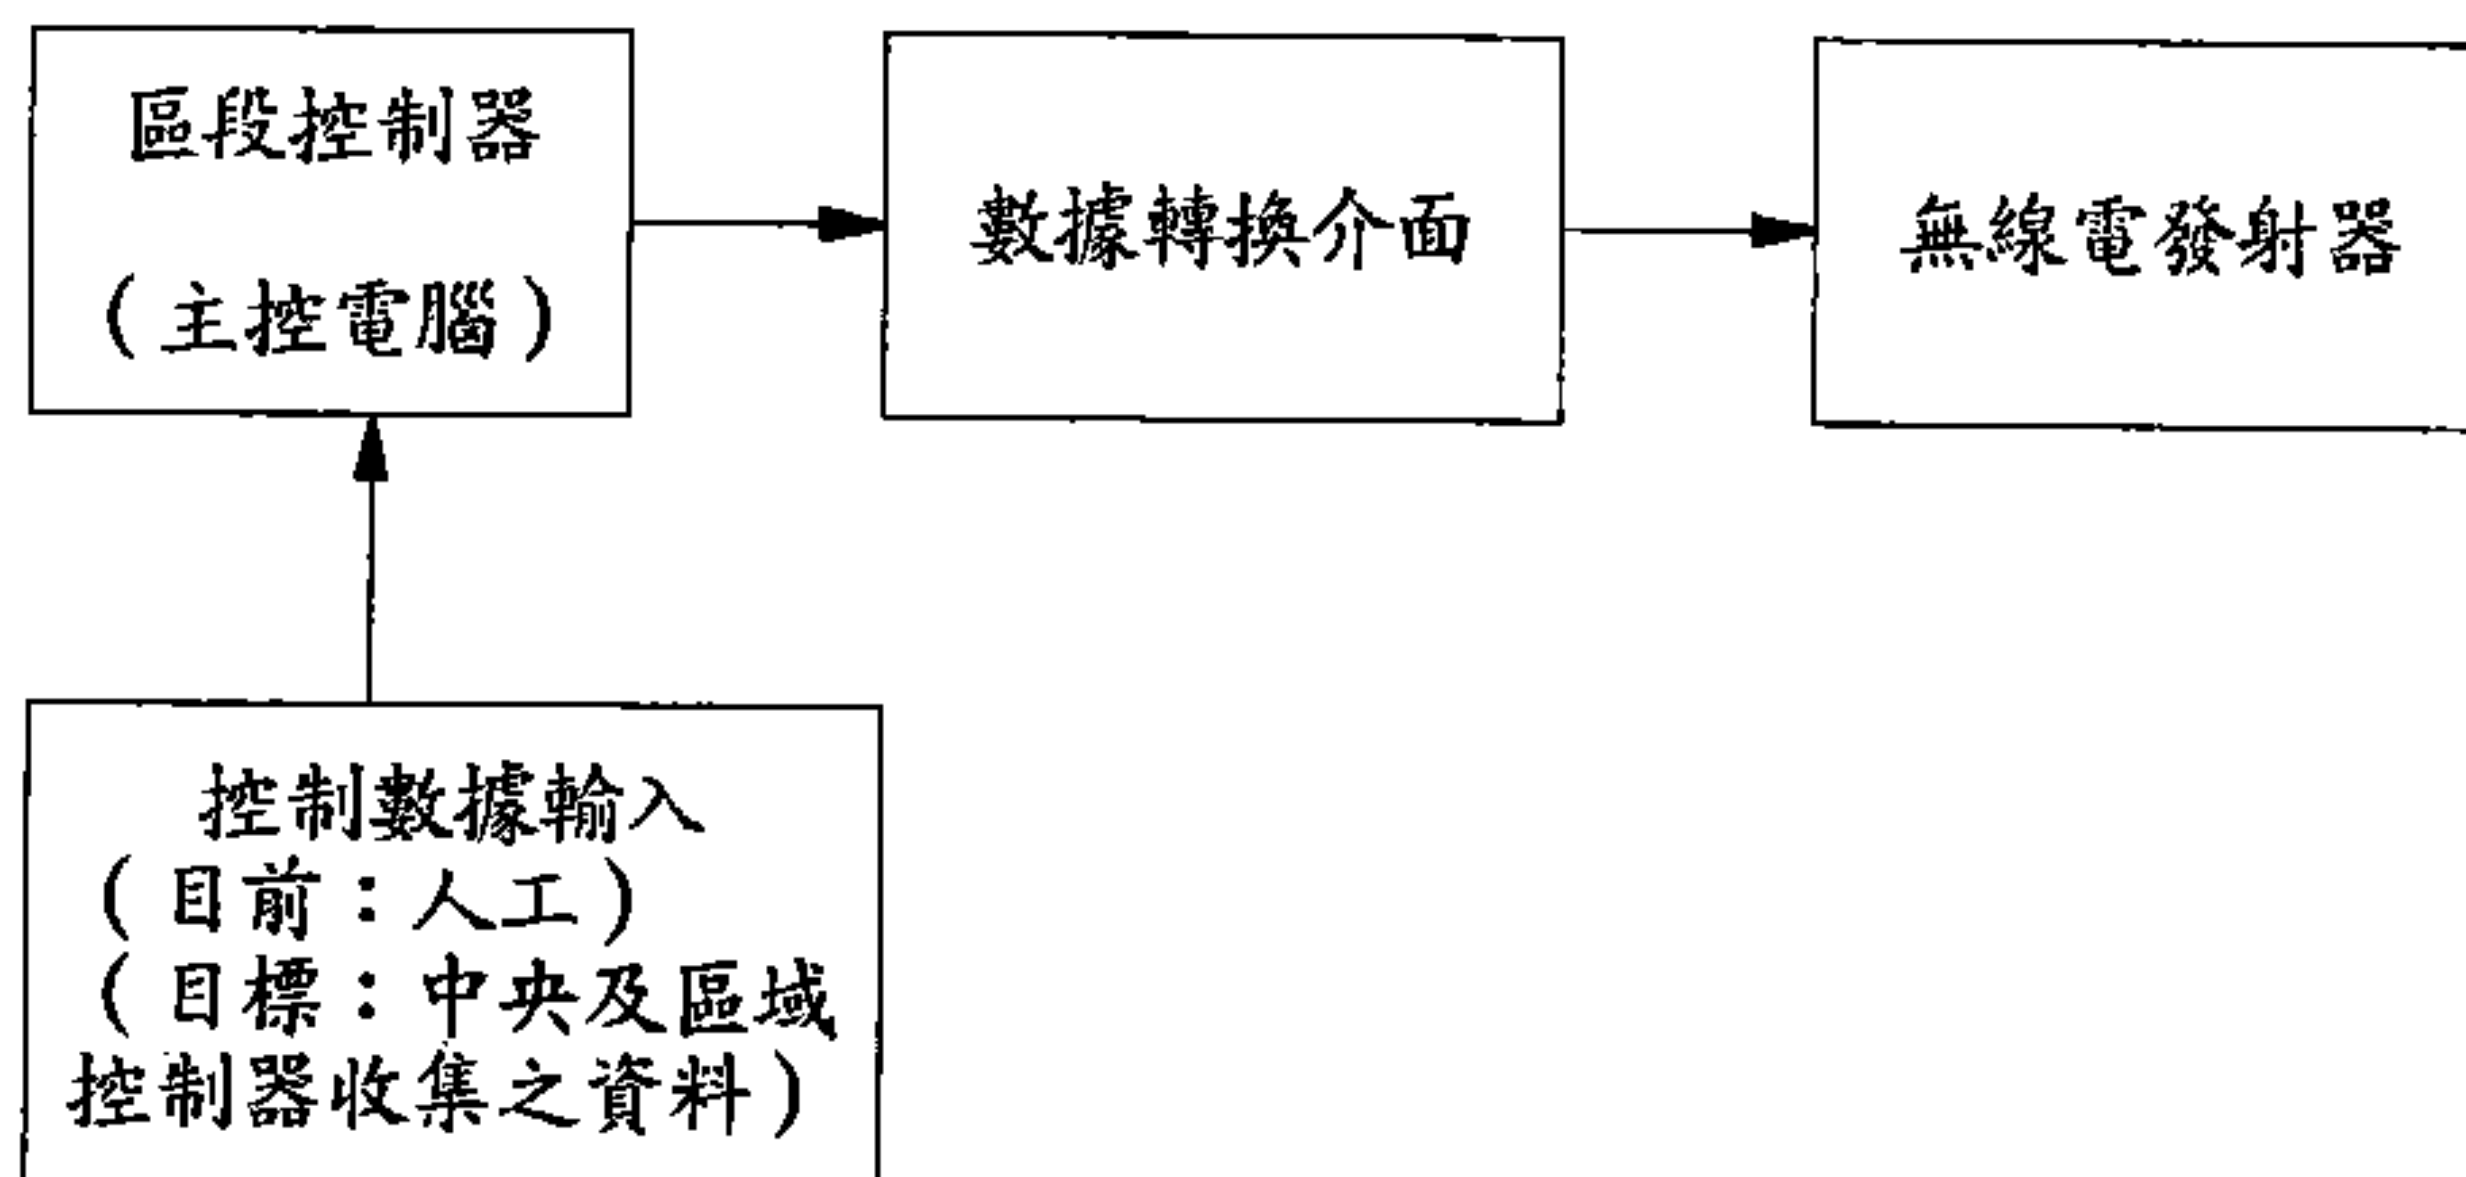 區段控制器
(主控電腦)
數據轉換介面
無線電發射器
控制數據輸入
(目前:人工)
(目標:中央及區域
控制器收集之資料)